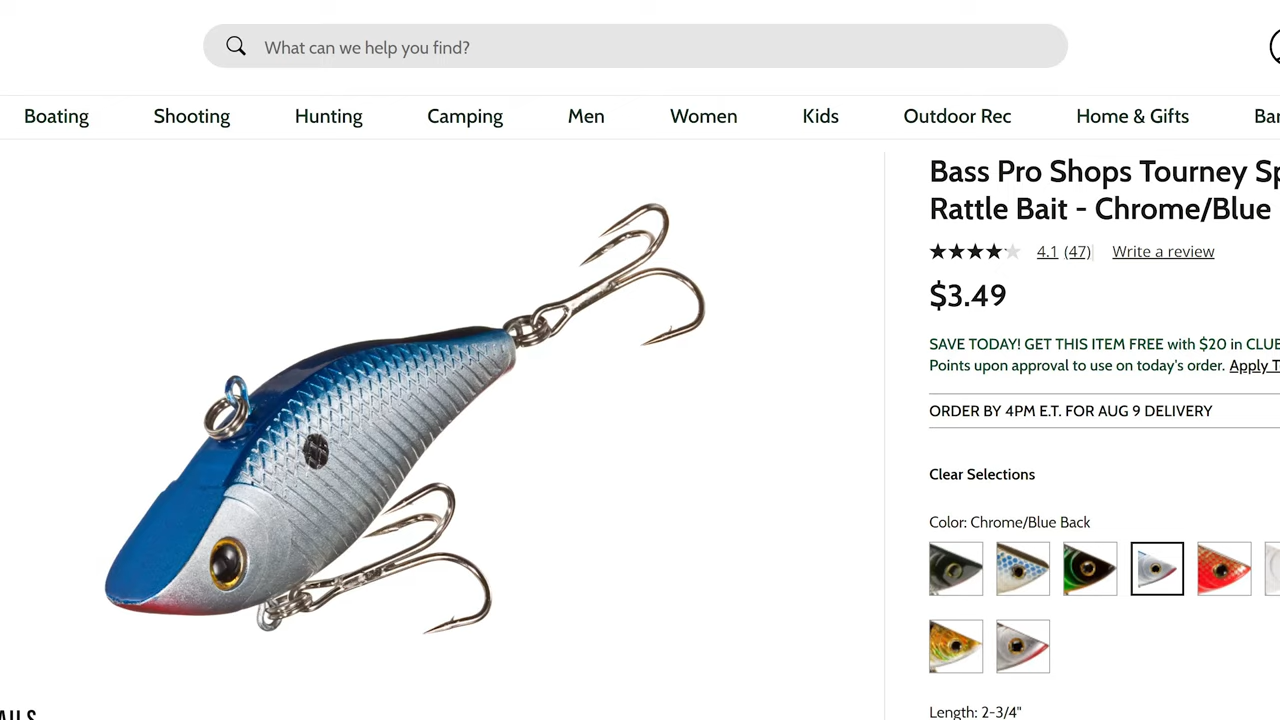 What can we help you find?
Boating Shooting Hunting Camping Men Women Kids Outdoor Rec Home & Gifts
Bass Pro Shops Tourney
Rattle Bait - Chrome/Blue
4.1 (47) Write a review
$3.49
SAVE TODAY! GET THIS ITEM FREE with $20 in
Points upon approval to use on today's order. Apply
ORDER BY 4PM E.T. FOR AUG 9 DELIVERY
Clear Selections
Color: Chrome/Blue Back
Length: 2-3/4"